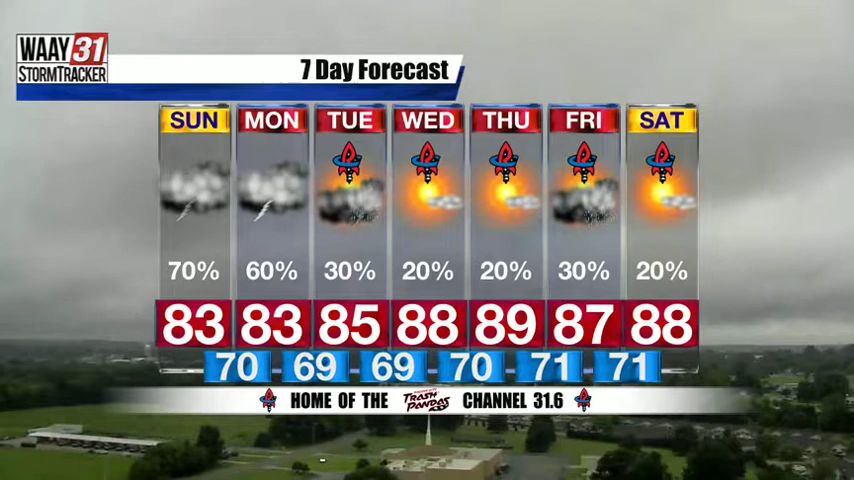 WAAY 31
STORMTRACKER
7 Day Forecast
SUN MON TUE WED THU FRI SAT
70% 60% 30% 20% 20% 30% 20%
83 83 85 88 89 87 88
70 69 69 70 71 71
HOME OF THE TRASH PANDAS CHANNEL 31.6